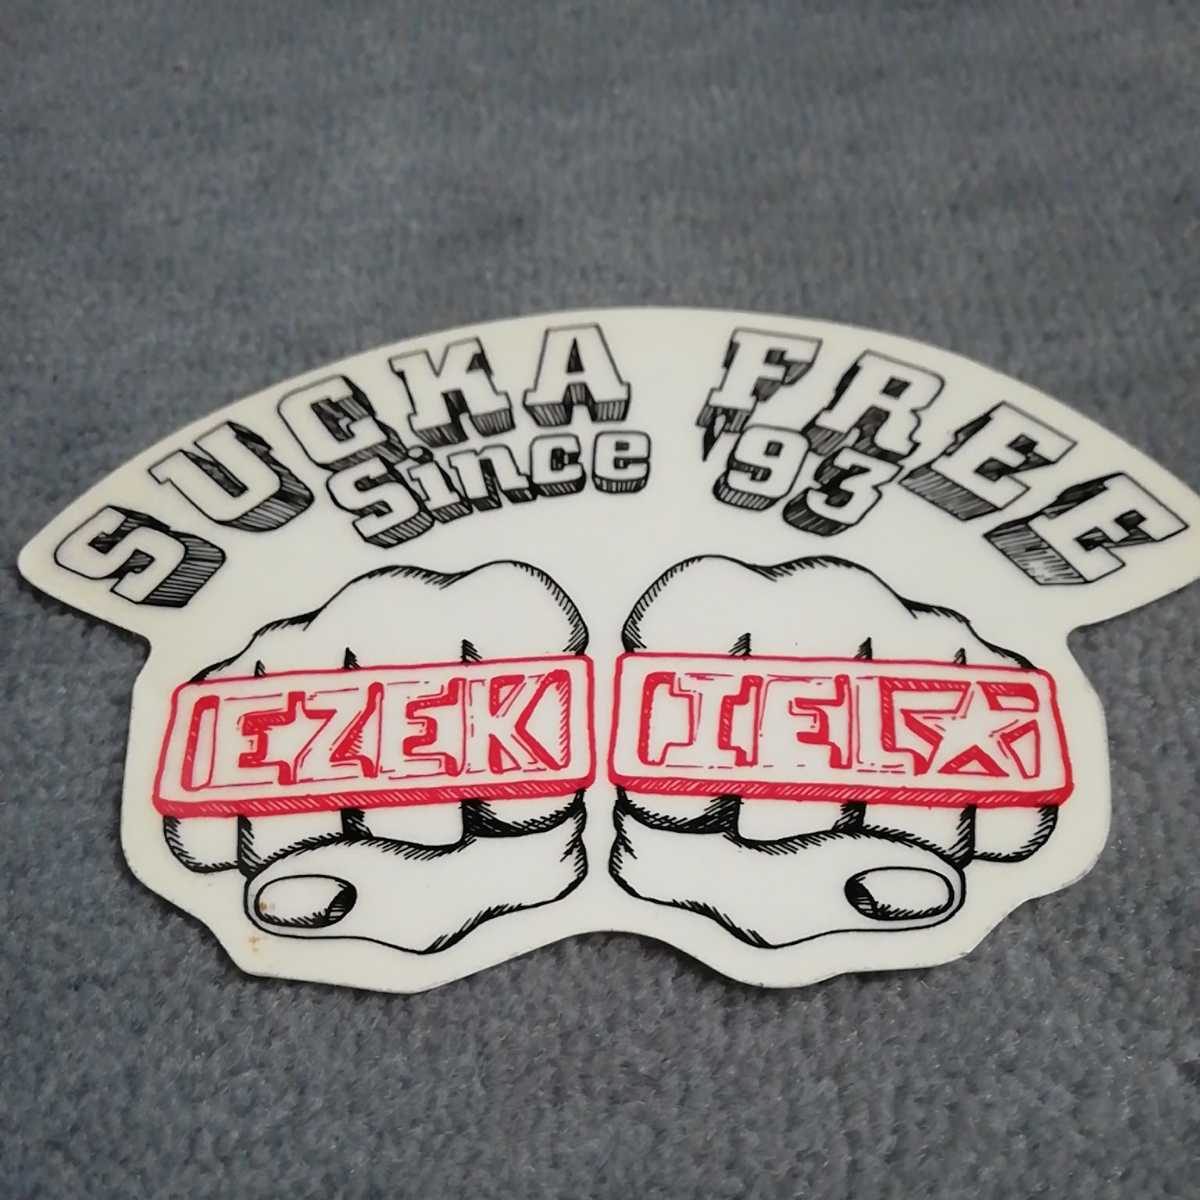 SUCKA FREE
Since '93
EZEK IEL